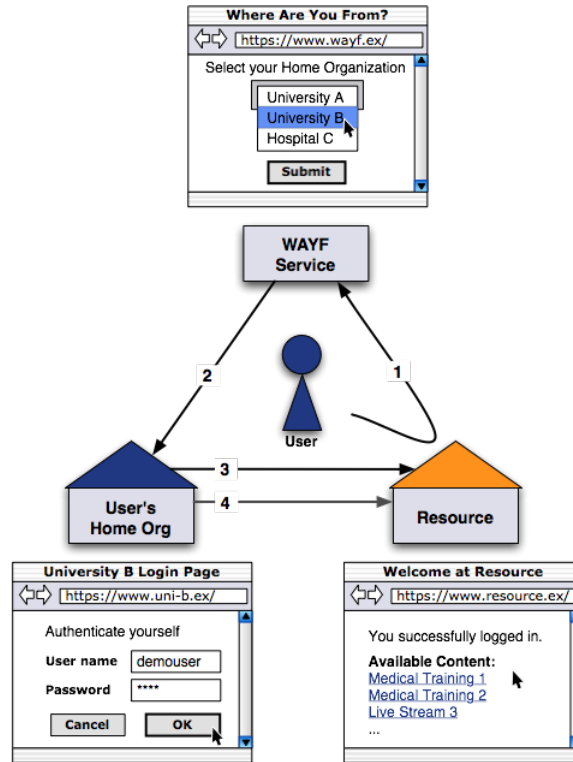 Where Are You From?
https://www.wayf.ex/
Select your Home Organization
University A
University B
Hospital C
Submit
WAYF
Service
2
1
User
3
4
User's
Home Org
Resource
University B Login Page
https://www.uni-b.ex/
Authenticate yourself
User name demouser
Password ****
Cancel OK
Welcome at Resource
https://www.resource.ex/
You successfully logged in.
Available Content:
Medical Training 1
Medical Training 2
Live Stream 3
...